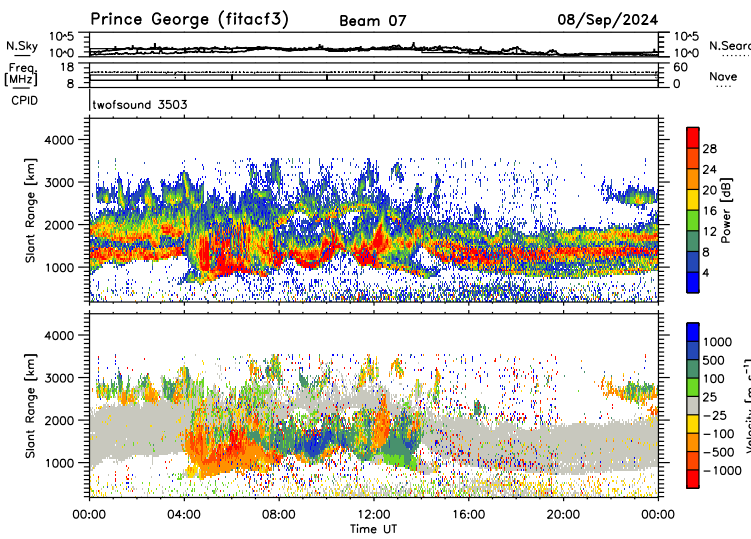 Prince George (fitacf3) Beam 07 08/Sep/2024
N.Sky 10^5 10^5
10^0 10^0 N.Searc
Freq 18 60
[MHz] 8 0 Nave
CPID twofsound 3503
Slant Range [km] 4000 3000 2000 1000
28 24 20 16 12 8 4 Power [dB]
Slant Range [km] 4000 3000 2000 1000
1000 500 100 25 -25 -100 -500 -1000
00:00 04:00 08:00 12:00 16:00 20:00 00:00
Time UT